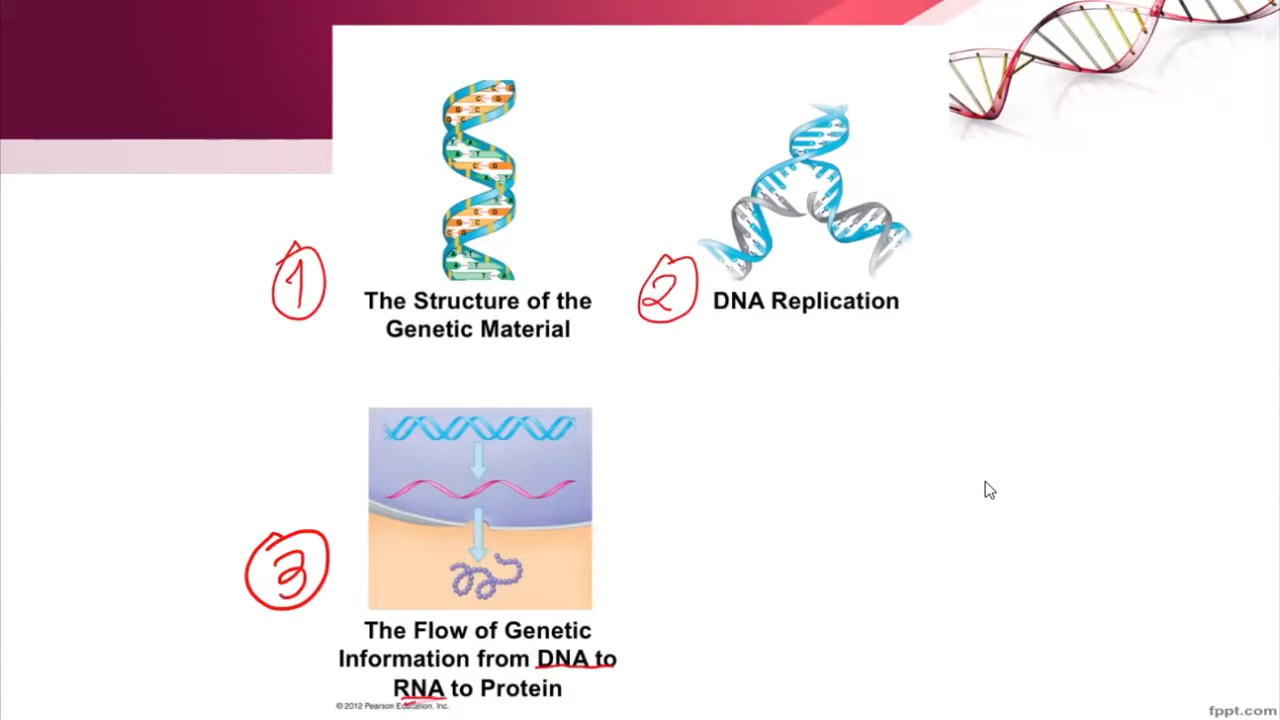 1
The Structure of the
Genetic Material
2
DNA Replication
3
The Flow of Genetic
Information from DNA to
RNA to Protein
© 2012 Pearson Education, Inc.
fppt.com